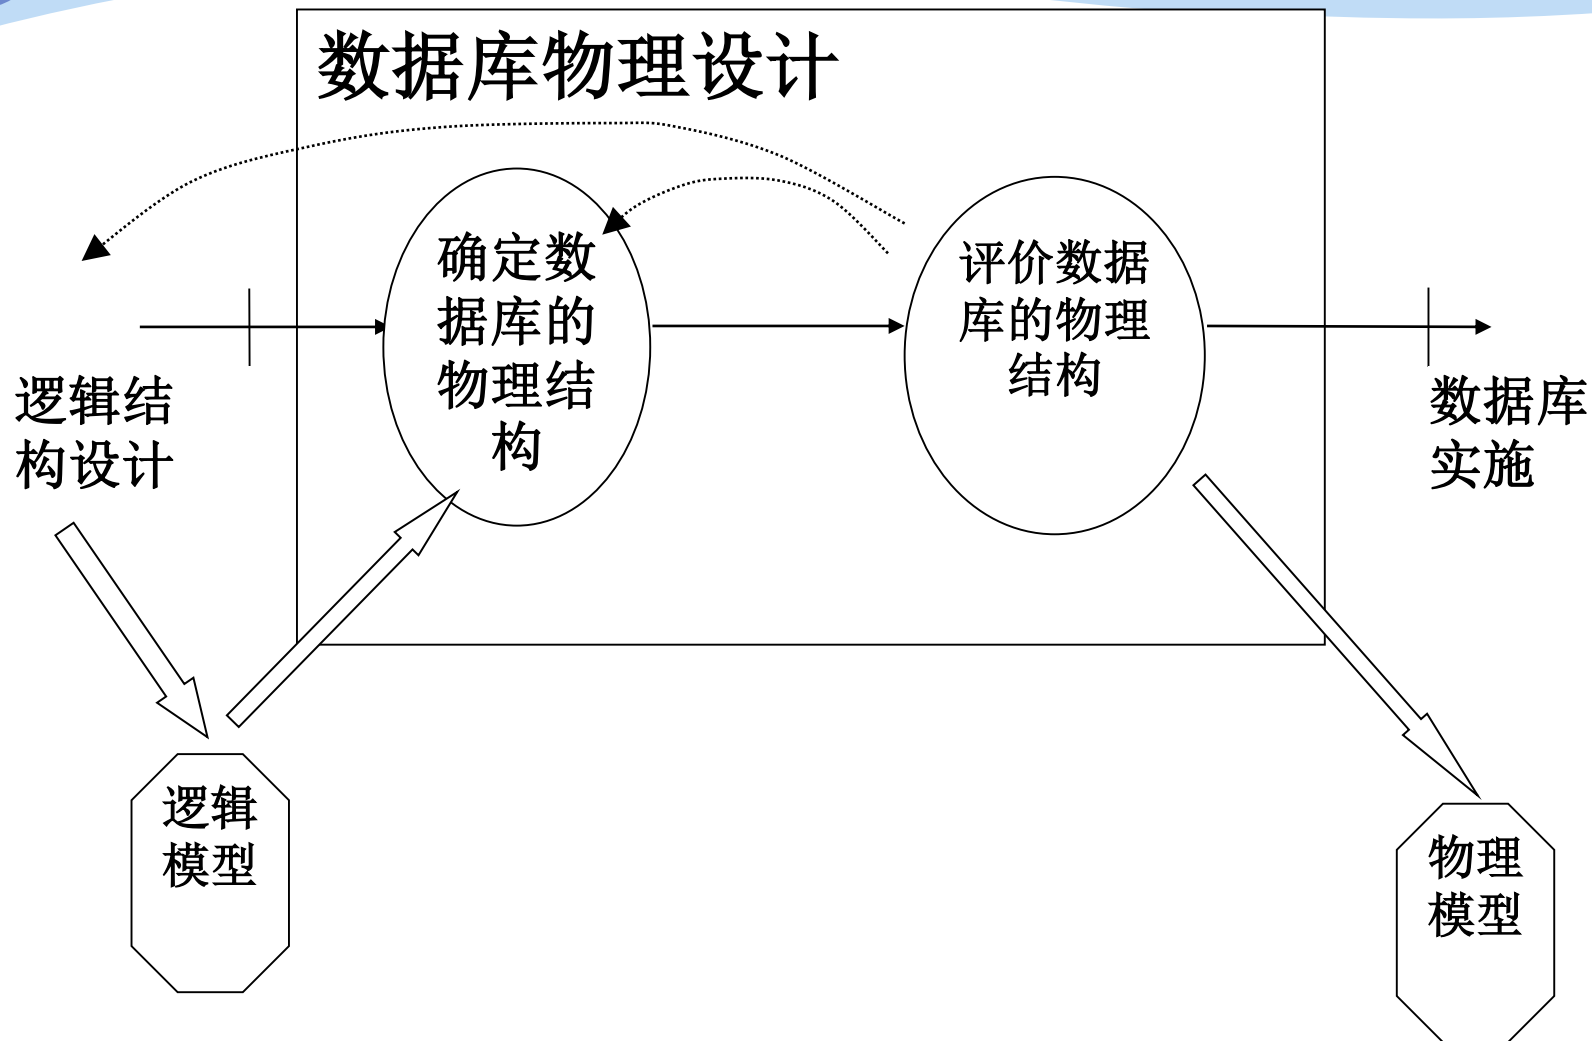 数据库物理设计
确定数
据库的
物理结
构
评价数据
库的物理
结构
逻辑结
构设计
数据库
实施
逻辑
模型
物理
模型